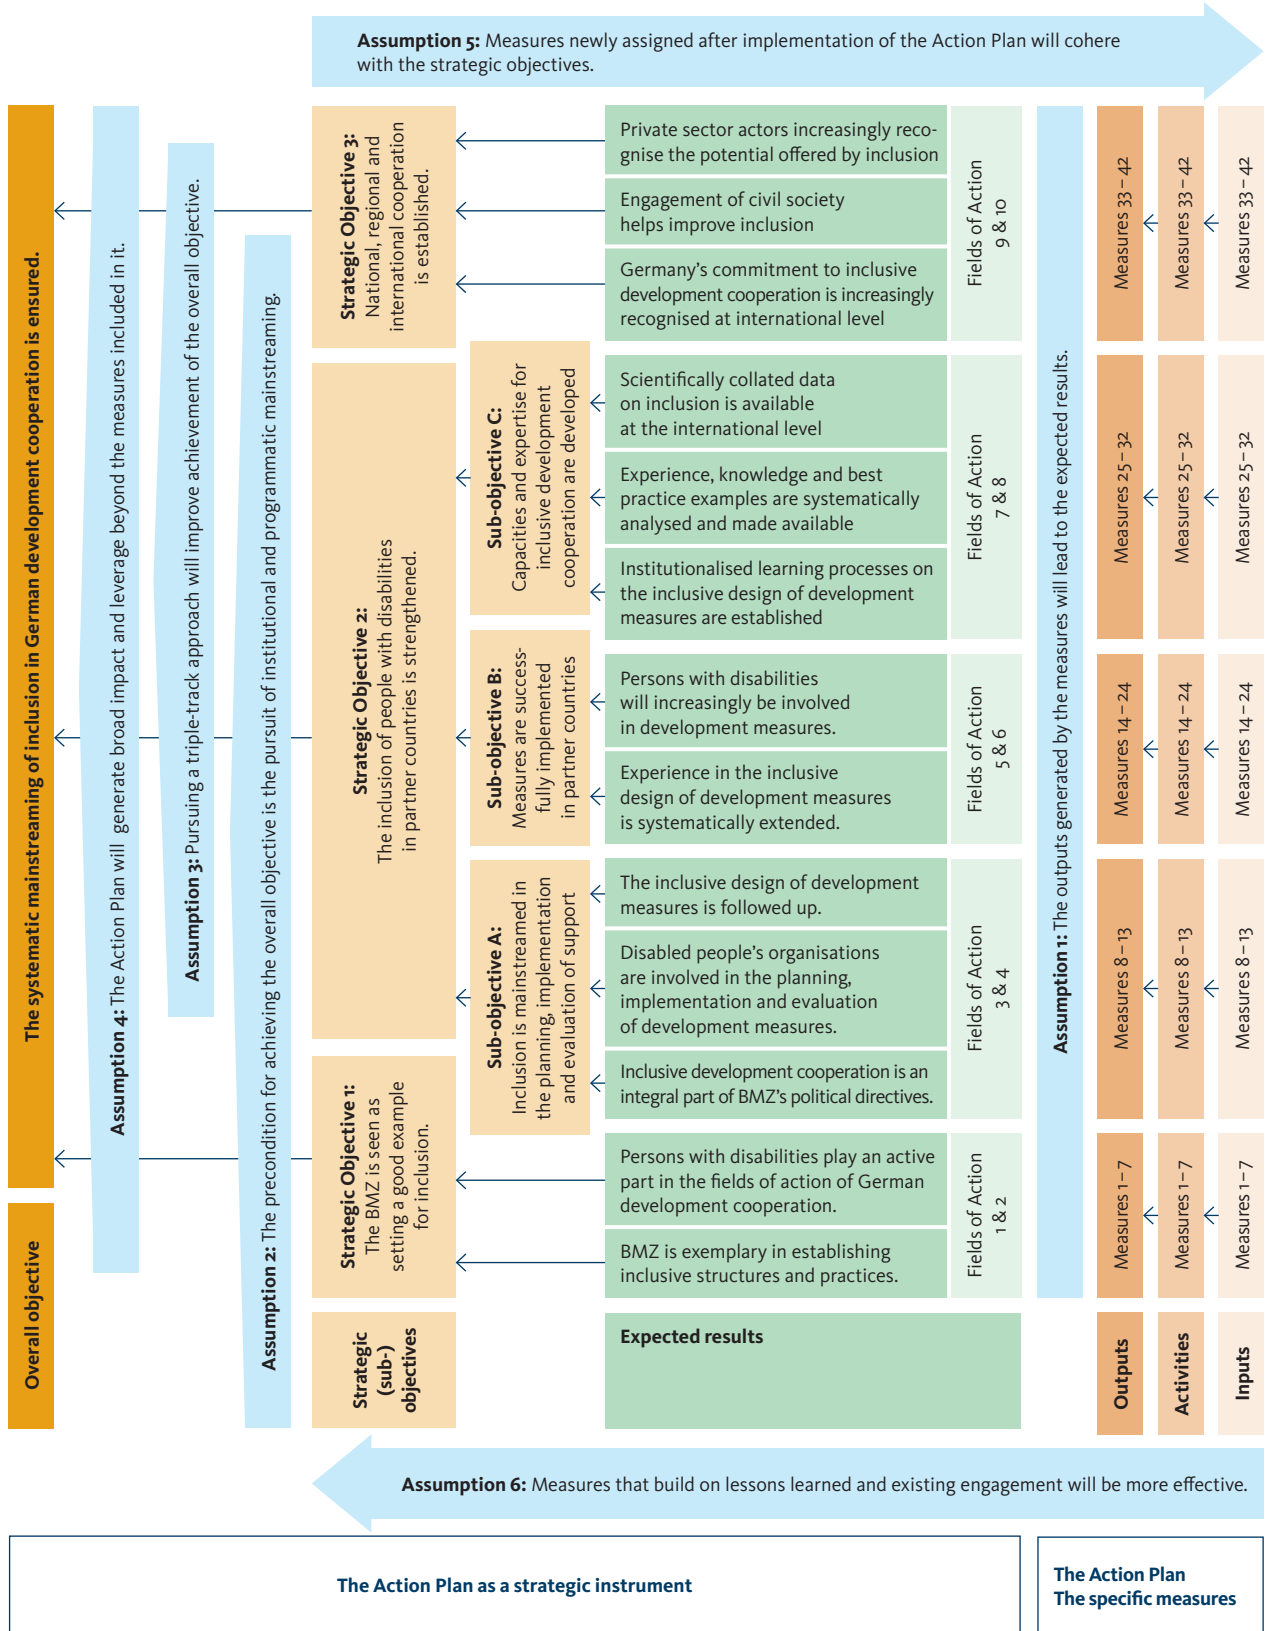 Assumption 5: Measures newly assigned after implementation of the Action Plan will cohere
with the strategic objectives.
Overall objective
The systematic mainstreaming of inclusion in German development cooperation is ensured.
Assumption 4: The Action Plan will generate broad impact and leverage beyond the measures included in it.
Assumption 3: Pursuing a triple-track approach will improve achievement of the overall objective.
Assumption 2: The precondition for achieving the overall objective is the pursuit of institutional and programmatic mainstreaming.
Strategic
(sub-)
objectives
Strategic Objective 3:
National, regional and
international cooperation
is established.
Strategic Objective 2:
The inclusion of people with disabilities
in partner countries is strengthened.
Strategic Objective 1:
The BMZ is seen as
setting a good example
for inclusion.
Sub-objective C:
Capacities and expertise for
inclusive development
cooperation are developed
Sub-objective B:
Measures are success-
fully implemented
in partner countries
Sub-objective A:
Inclusion is mainstreamed in
the planning, implementation
and evaluation of support
Private sector actors increasingly reco-
gnise the potential offered by inclusion
Engagement of civil society
helps improve inclusion
Germany’s commitment to inclusive
development cooperation is increasingly
recognised at international level
Scientifically collated data
on inclusion is available
at the international level
Experience, knowledge and best
practice examples are systematically
analysed and made available
Institutionalised learning processes on
the inclusive design of development
measures are established
Persons with disabilities
will increasingly be involved
in development measures.
Experience in the inclusive
design of development measures
is systematically extended.
The inclusive design of development
measures is followed up.
Disabled people’s organisations
are involved in the planning,
implementation and evaluation
of development measures.
Inclusive development cooperation is an
integral part of BMZ’s political directives.
Persons with disabilities play an active
part in the fields of action of German
development cooperation.
BMZ is exemplary in establishing
inclusive structures and practices.
Expected results
Fields of Action
9 & 10
Fields of Action
7 & 8
Fields of Action
5 & 6
Fields of Action
3 & 4
Fields of Action
1 & 2
Assumption 1: The outputs generated by the measures will lead to the expected results.
Measures 33 – 42
Measures 25 – 32
Measures 14 – 24
Measures 8 – 13
Measures 1 – 7
Outputs
Measures 33 – 42
Measures 25 – 32
Measures 14 – 24
Measures 8 – 13
Measures 1 – 7
Activities
Measures 33 – 42
Measures 25 – 32
Measures 14 – 24
Measures 8 – 13
Measures 1 – 7
Inputs
Assumption 6: Measures that build on lessons learned and existing engagement will be more effective.
The Action Plan as a strategic instrument
The Action Plan
The specific measures